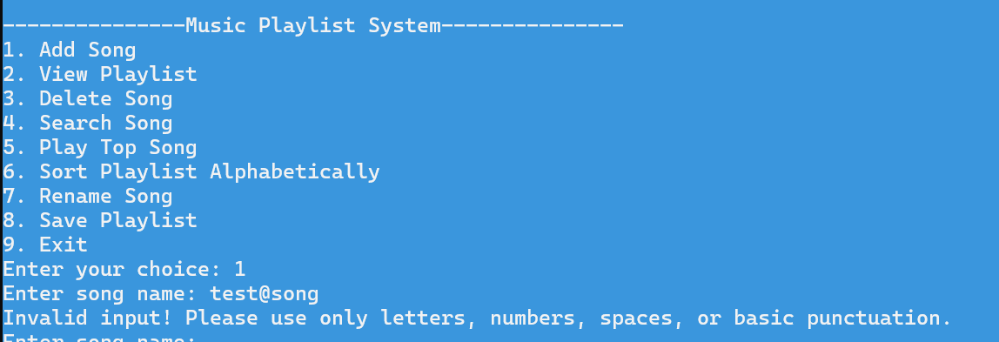 ---------------Music Playlist System---------------
1. Add Song
2. View Playlist
3. Delete Song
4. Search Song
5. Play Top Song
6. Sort Playlist Alphabetically
7. Rename Song
8. Save Playlist
9. Exit
Enter your choice: 1
Enter song name: test@song
Invalid input! Please use only letters, numbers, spaces, or basic punctuation.
Enter song name: